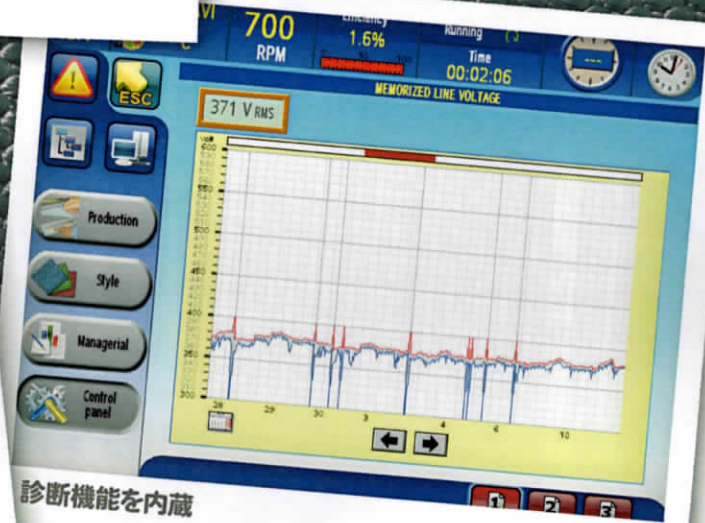 700
RPM
Efficiency
1.6%
Running
Time
00:02:06
ESC
MEMORIZED LINE VOLTAGE
371 V RMS
volt
600
550
500
450
400
350
300
28
29
30
3
4
6
10
Production
Style
Managerial
Control
panel
1
2
3
診断機能を内蔵